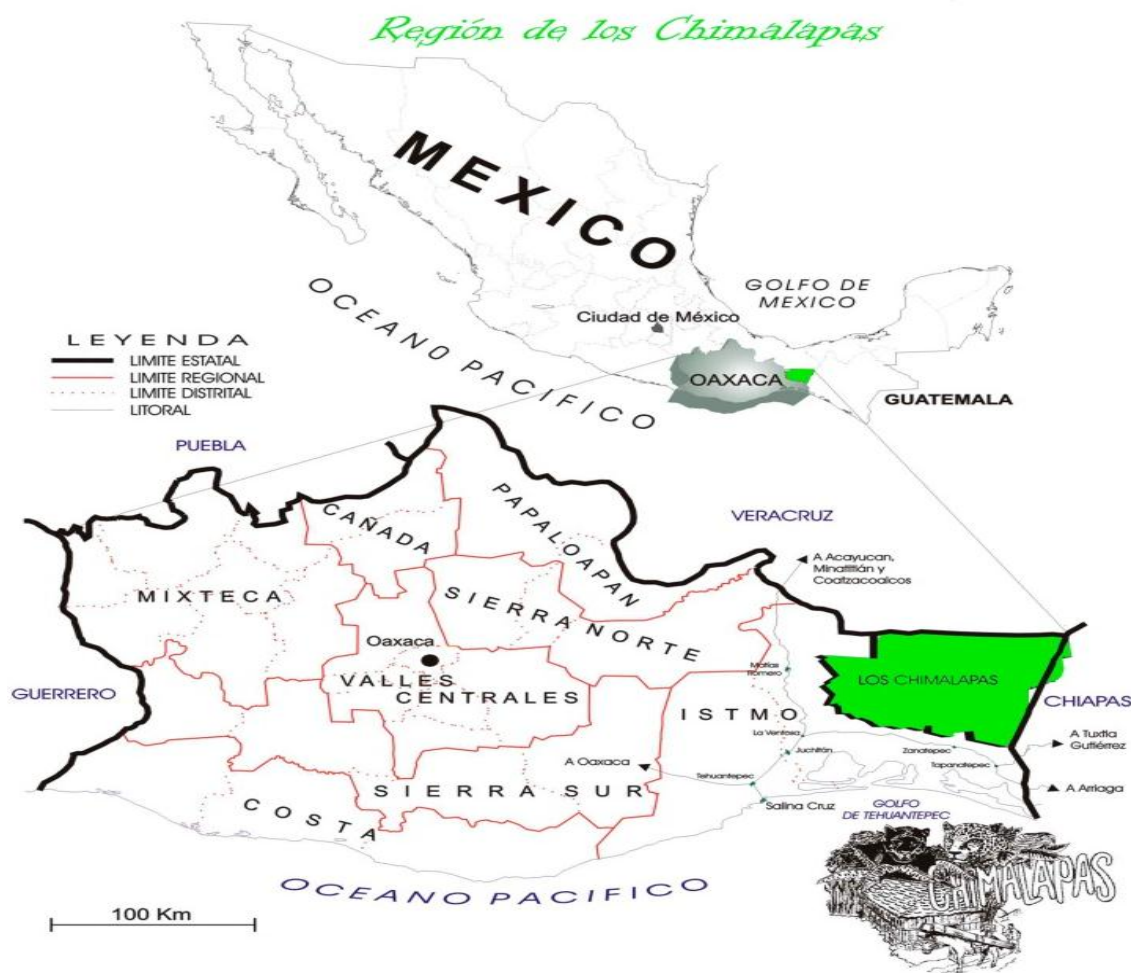 Región de los Chimalapas
MEXICO
GOLFO DE
MEXICO
Ciudad de México
OCEANO PACIFICO
OAXACA
GUATEMALA
LEYENDA
LIMITE ESTATAL
LIMITE REGIONAL
LIMITE DISTRITAL
LITORAL
PUEBLA
VERACRUZ
PAPALOAPAN
CAÑADA
A Acayucan,
Minatitlán y
Coatzacoalcos
MIXTECA
SIERRA NORTE
Oaxaca
VALLES
CENTRALES
Matías
Romero
LOS CHIMALAPAS
GUERRERO
CHIAPAS
ISTMO
La Ventosa
A Tuxtla
Gutiérrez
Juchitán
Zanatepec
Tapanatepec
A Oaxaca
Tehuantepec
A Arriaga
SIERRA SUR
Salina Cruz
COSTA
GOLFO
DE TEHUANTEPEC
OCEANO PACIFICO
CHIMALAPAS
100 Km